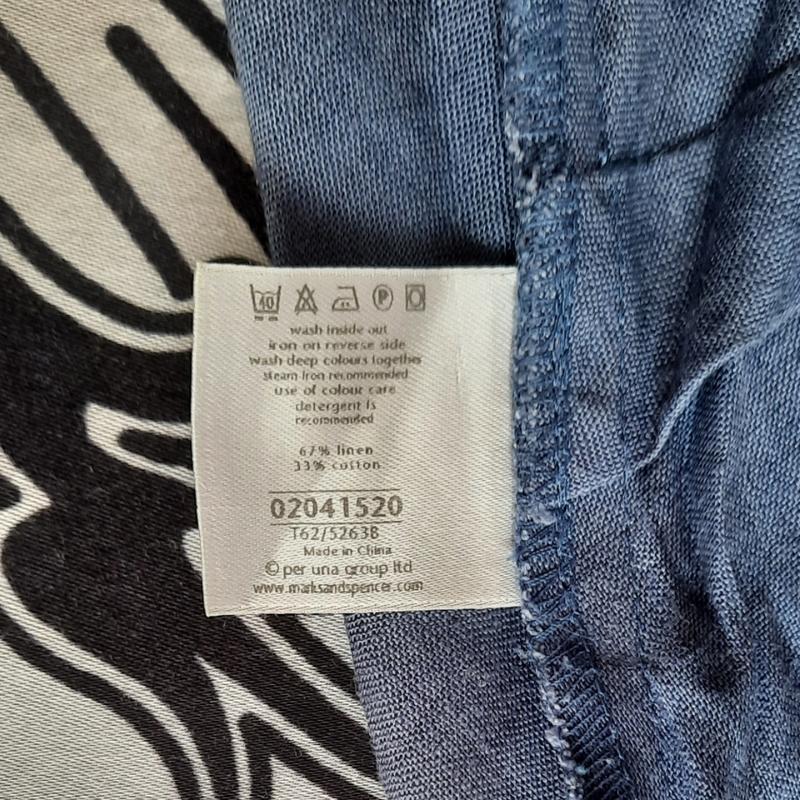 40 P
wash inside out
iron on reverse side
wash deep colours together
steam iron recommended
use of colour care
detergent is
recommended
67% linen
33% cotton
02041520
T62/5263B
Made in China
© per una group ltd
www.marksandspencer.com